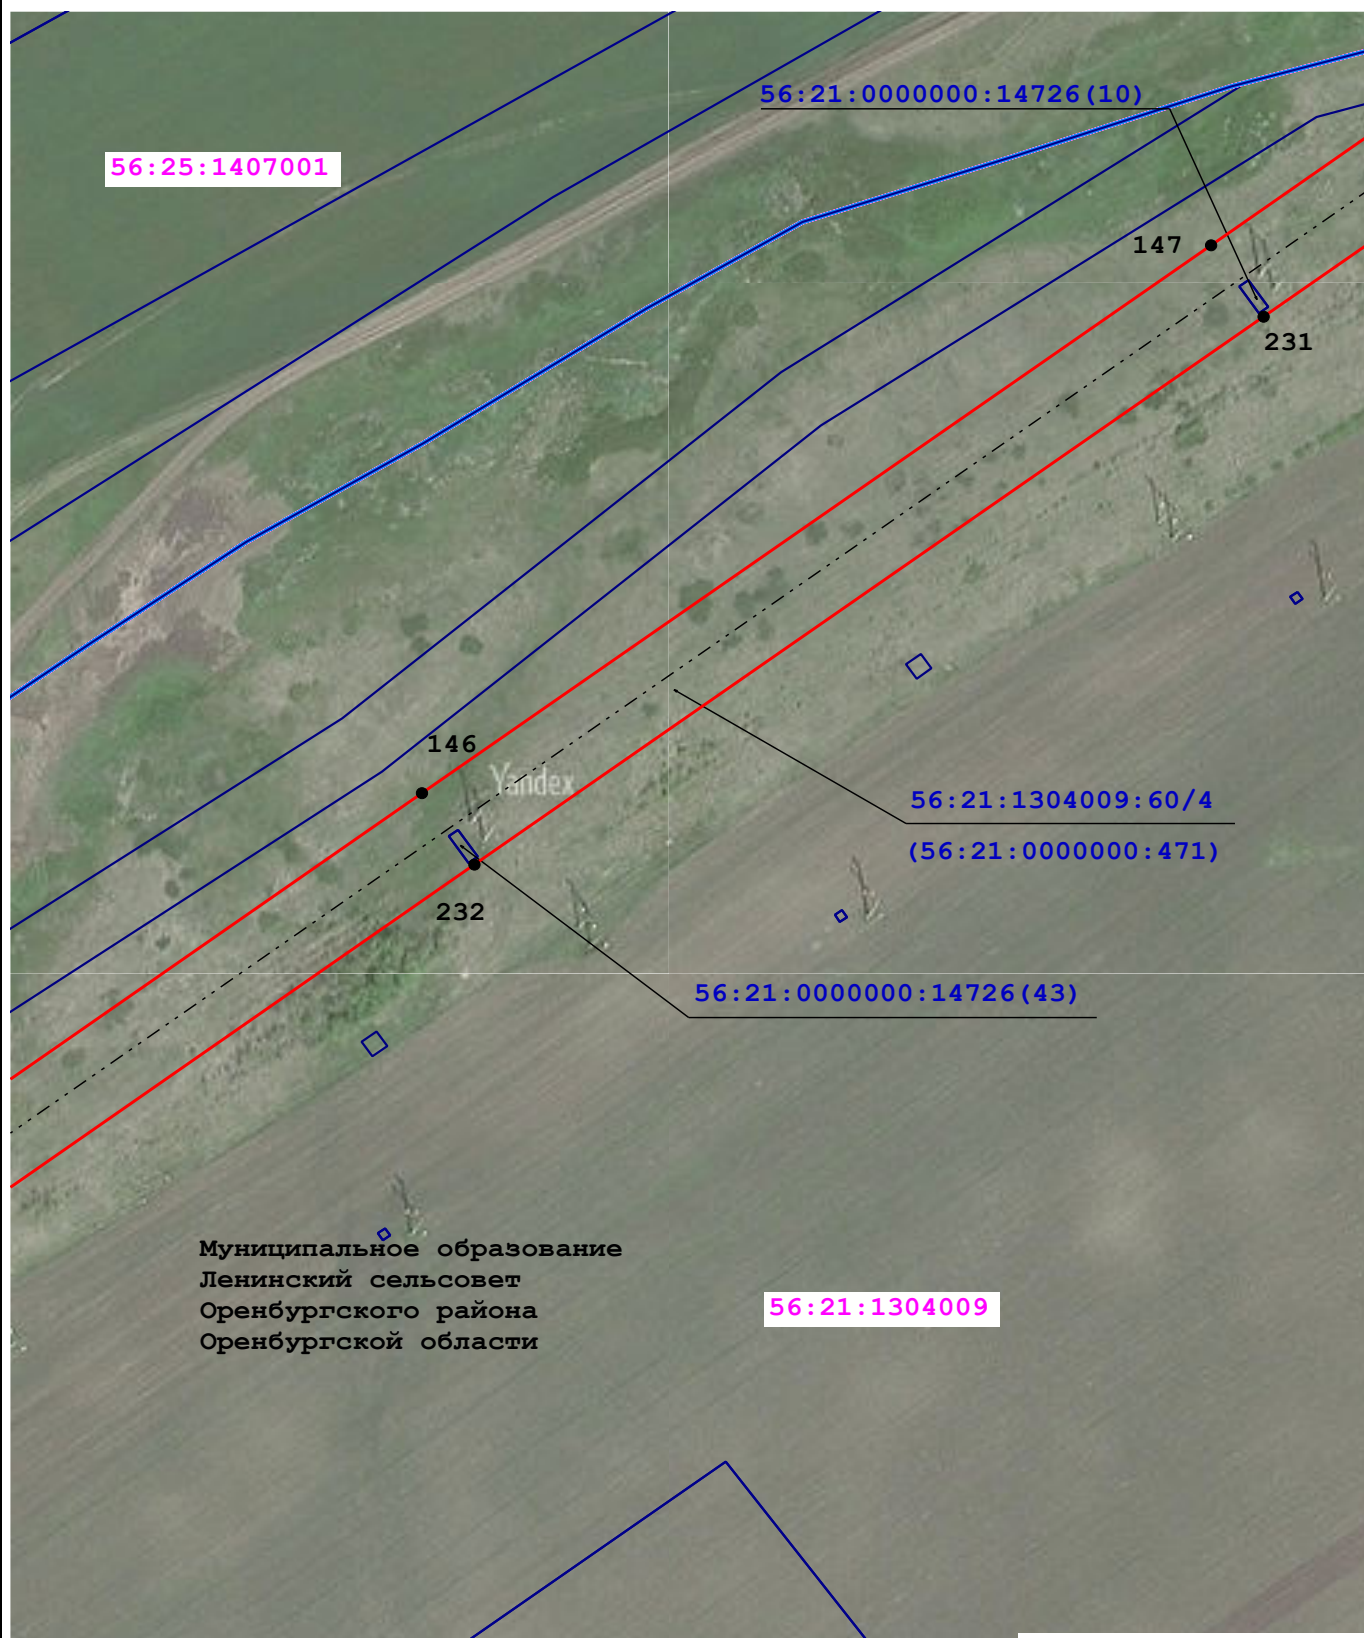 56:21:0000000:14726(10)
56:25:1407001
147
231
146
Yandex
56:21:1304009:60/4
(56:21:0000000:471)
232
56:21:0000000:14726(43)
Муниципальное образование
Ленинский сельсовет
Оренбургского района
Оренбургской области
56:21:1304009